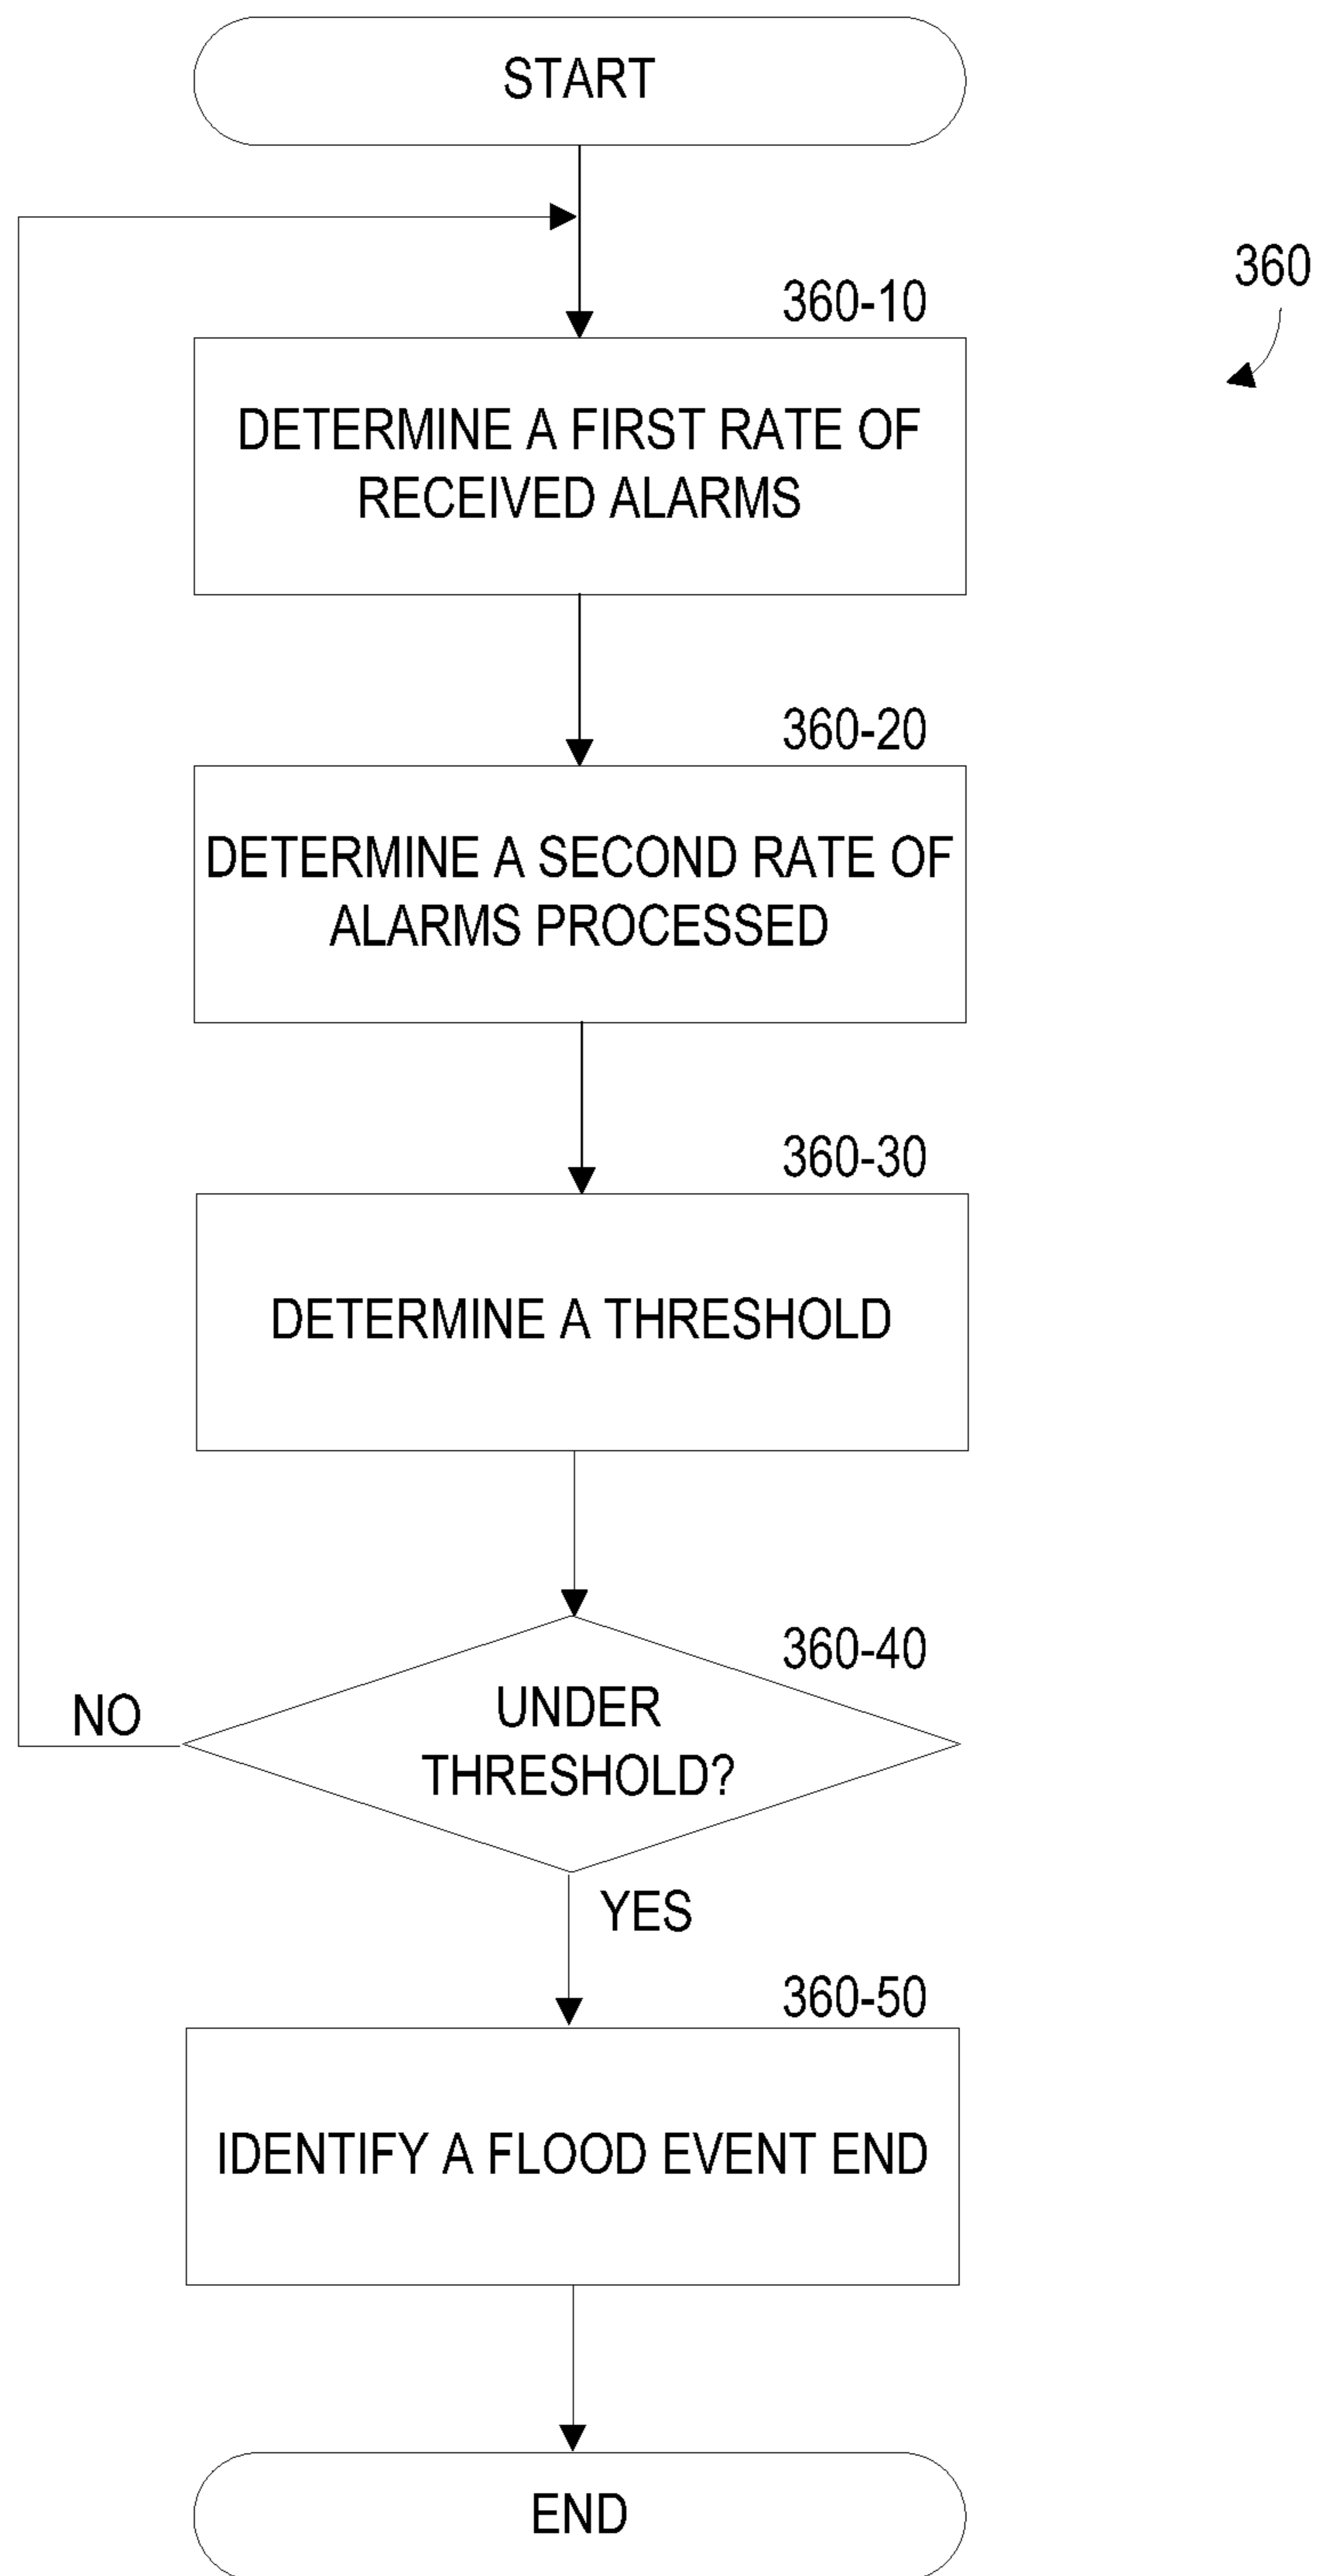 START
360
360-10
DETERMINE A FIRST RATE OF
RECEIVED ALARMS
360-20
DETERMINE A SECOND RATE OF
ALARMS PROCESSED
360-30
DETERMINE A THRESHOLD
360-40
UNDER
THRESHOLD?
NO
YES
360-50
IDENTIFY A FLOOD EVENT END
END